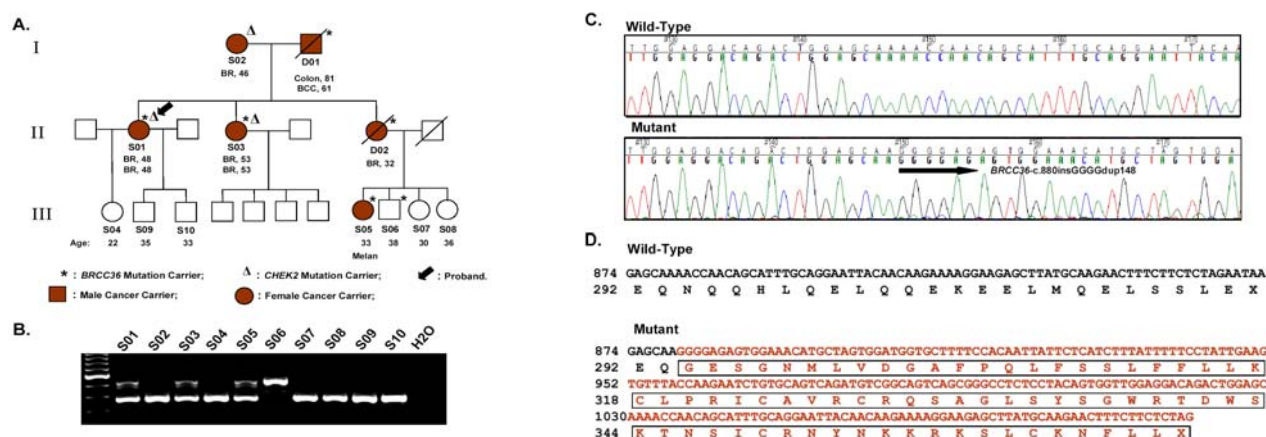 A.
I
Δ
*
S02
BR, 46
D01
Colon, 81
BCC, 61
II
*Δ
S01
BR, 48
BR, 48
*Δ
S03
BR, 53
BR, 53
*
D02
BR, 32
III
*
*
S04 S09 S10 S05 S06 S07 S08
Age: 22 35 33 33 38 30 36
Melan
* : BRCC36 Mutation Carrier; Δ : CHEK2 Mutation Carrier; : Proband.
: Male Cancer Carrier; : Female Cancer Carrier;
B.
S01 S02 S03 S04 S05 S06 S07 S08 S09 S10 H2O
C.
Wild-Type
TTGGAGGACAGACTGGAGCAAAACCAACAGCATTTGCAGGAATTACAA
TTGGAGGACAGACTGGAGCAAAACCAACAGCATTTGCAGGAATTACAA
Mutant
TTGGAGGACAGACTGGAGCAAGGGGAGAGTGGAAACATGCTAGTGGA
TTGGAGGACAGACTGGAGCAAGGGGAGAGTGGAAACATGCTAGTGGA
BRCC36-c.880insGGGGdup148
D.
Wild-Type
874 GAGCAAAACCAACAGCATTTGCAGGAATTACAACAAGAAAAGGAAGAGCTTATGCAAGAACTTTCTTCTCTAGAATAA
292 E Q N Q Q H L Q E L Q Q E K E E L M Q E L S S L E X
Mutant
874 GAGCAAGGGGAGAGTGGAAACATGCTAGTGGATGGTGCTTTTCCACAATTATTCTCATCTTTATTTTTCCTATTGAAG
292 E Q G E S G N M L V D G A F P Q L F S S L F F L L K
952 TGTTTACCAAGAATCTGTGCAGTCAGATGTCGGCAGTCAGCGGGCCTCTCCTACAGTGGTTGGAGGACAGACTGGAGC
318 C L P R I C A V R C R Q S A G L S Y S G W R T D W S
1030 AAAACCAACAGCATTTGCAGGAATTACAACAAGAAAAGGAAGAGCTTATGCAAGAACTTTCTTCTCTAG
344 K T N S I C R N Y N K K R K S L C K N F L L X